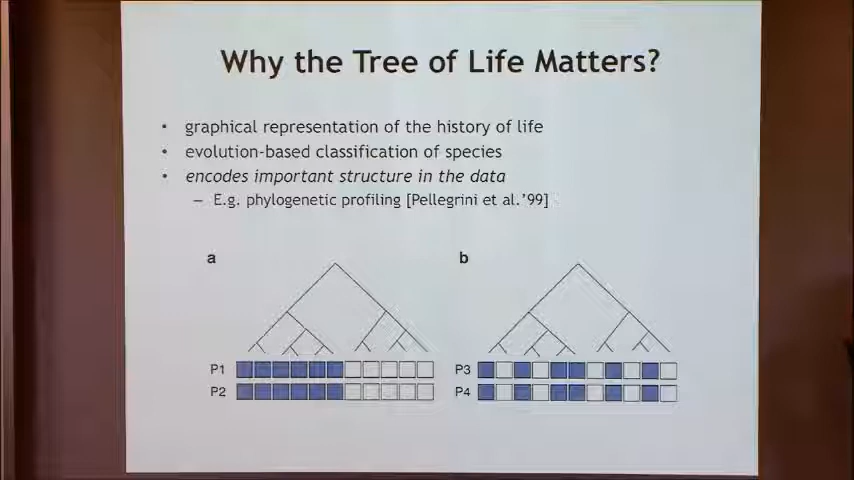 Why the Tree of Life Matters?
• graphical representation of the history of life
• evolution-based classification of species
• encodes important structure in the data
– E.g. phylogenetic profiling [Pellegrini et al.'99]
a b
P1 P3
P2 P4